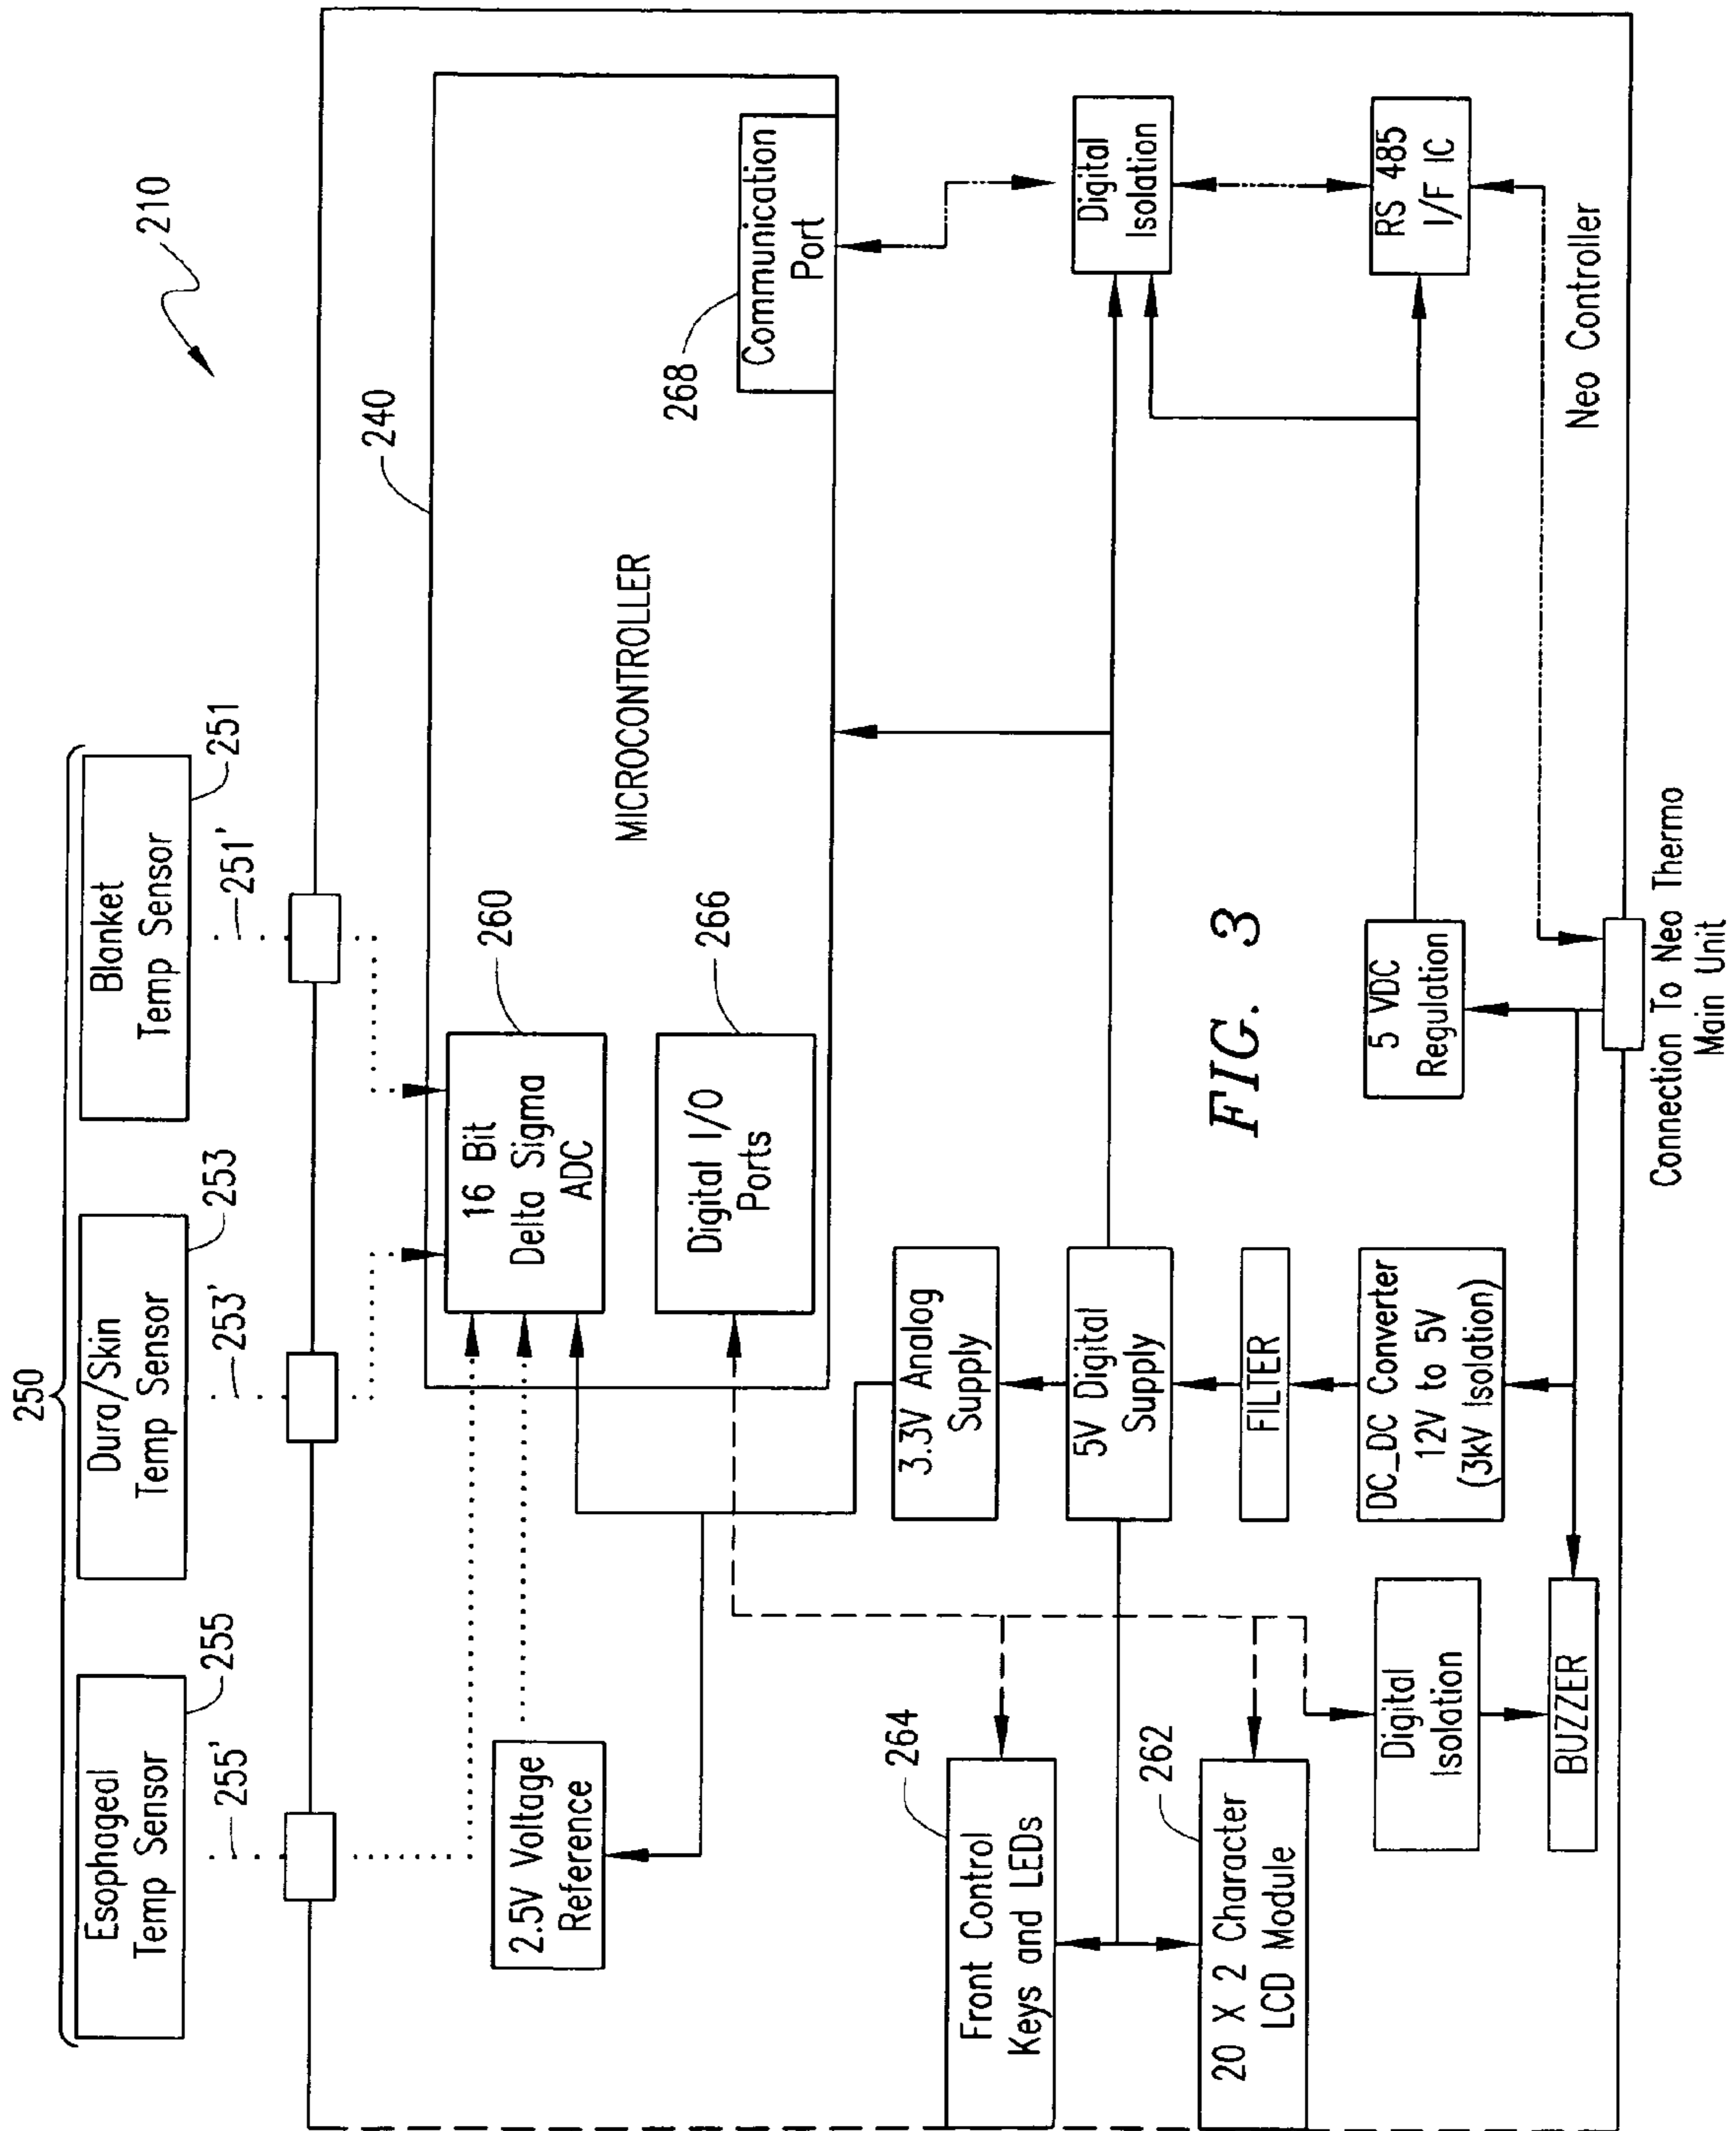 250
Esophageal
Temp Sensor
255
255'
Dura/Skin
Temp Sensor
253
253'
Blanket
Temp Sensor
251
251'
210
240
MICROCONTROLLER
16 Bit
Delta Sigma
ADC
260
Digital I/O
Ports
266
Communication
Port
268
2.5V Voltage
Reference
3.3V Analog
Supply
5V Digital
Supply
FILTER
DC_DC Converter
12V to 5V
(3kV Isolation)
Front Control
Keys and LEDs
264
20 X 2 Character
LCD Module
262
Digital
Isolation
BUZZER
Digital
Isolation
RS 485
I/F IC
5 VDC
Regulation
Neo Controller
FIG. 3
Connection To Neo Thermo
Main Unit